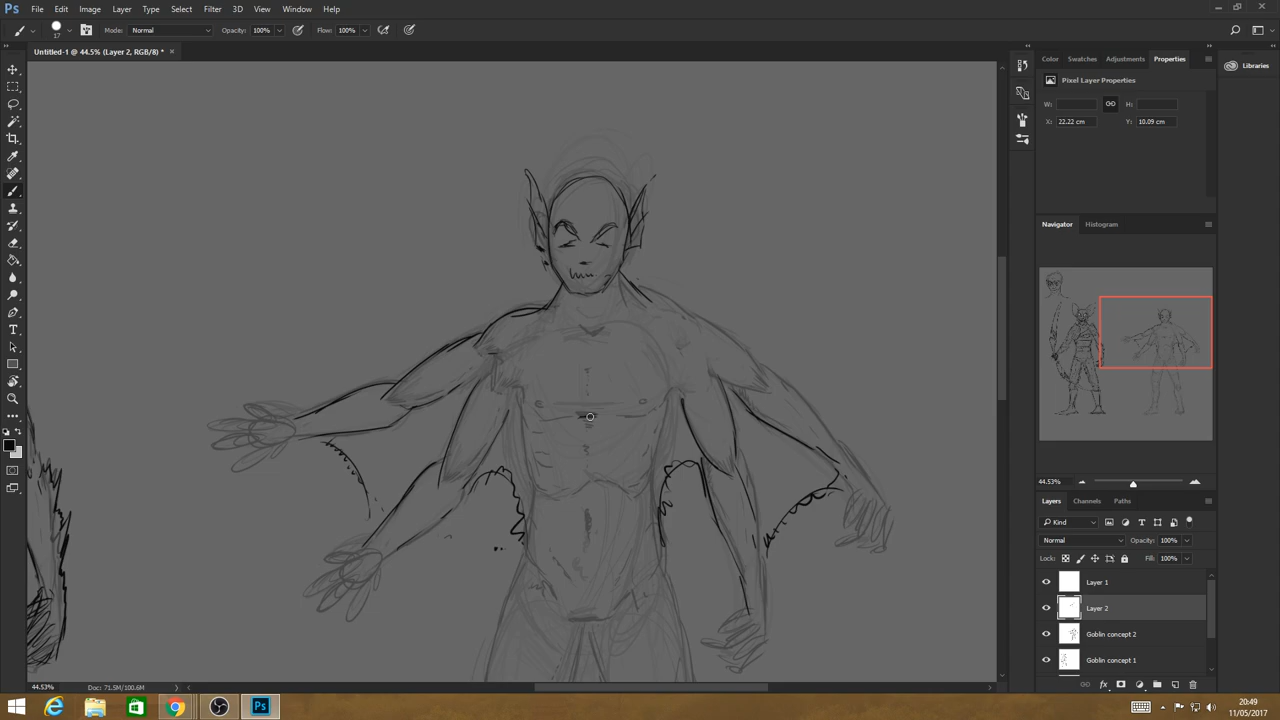 Ps File Edit Image Layer Type Select Filter 3D View Window Help
17 Mode: Normal Opacity: 100% Flow: 100%
Untitled-1 @ 44.5% (Layer 2, RGB/8) * ×
Color Swatches Adjustments Properties
Libraries
Pixel Layer Properties
W: H:
X: 22.22 cm Y: 10.09 cm
Navigator Histogram
44.53%
Layers Channels Paths
Kind
Normal Opacity: 100%
Lock: Fill: 100%
Layer 1
Layer 2
Goblin concept 2
Goblin concept 1
44.53% Doc: 71.5M/100.6M
Ps
20:49
11/05/2017